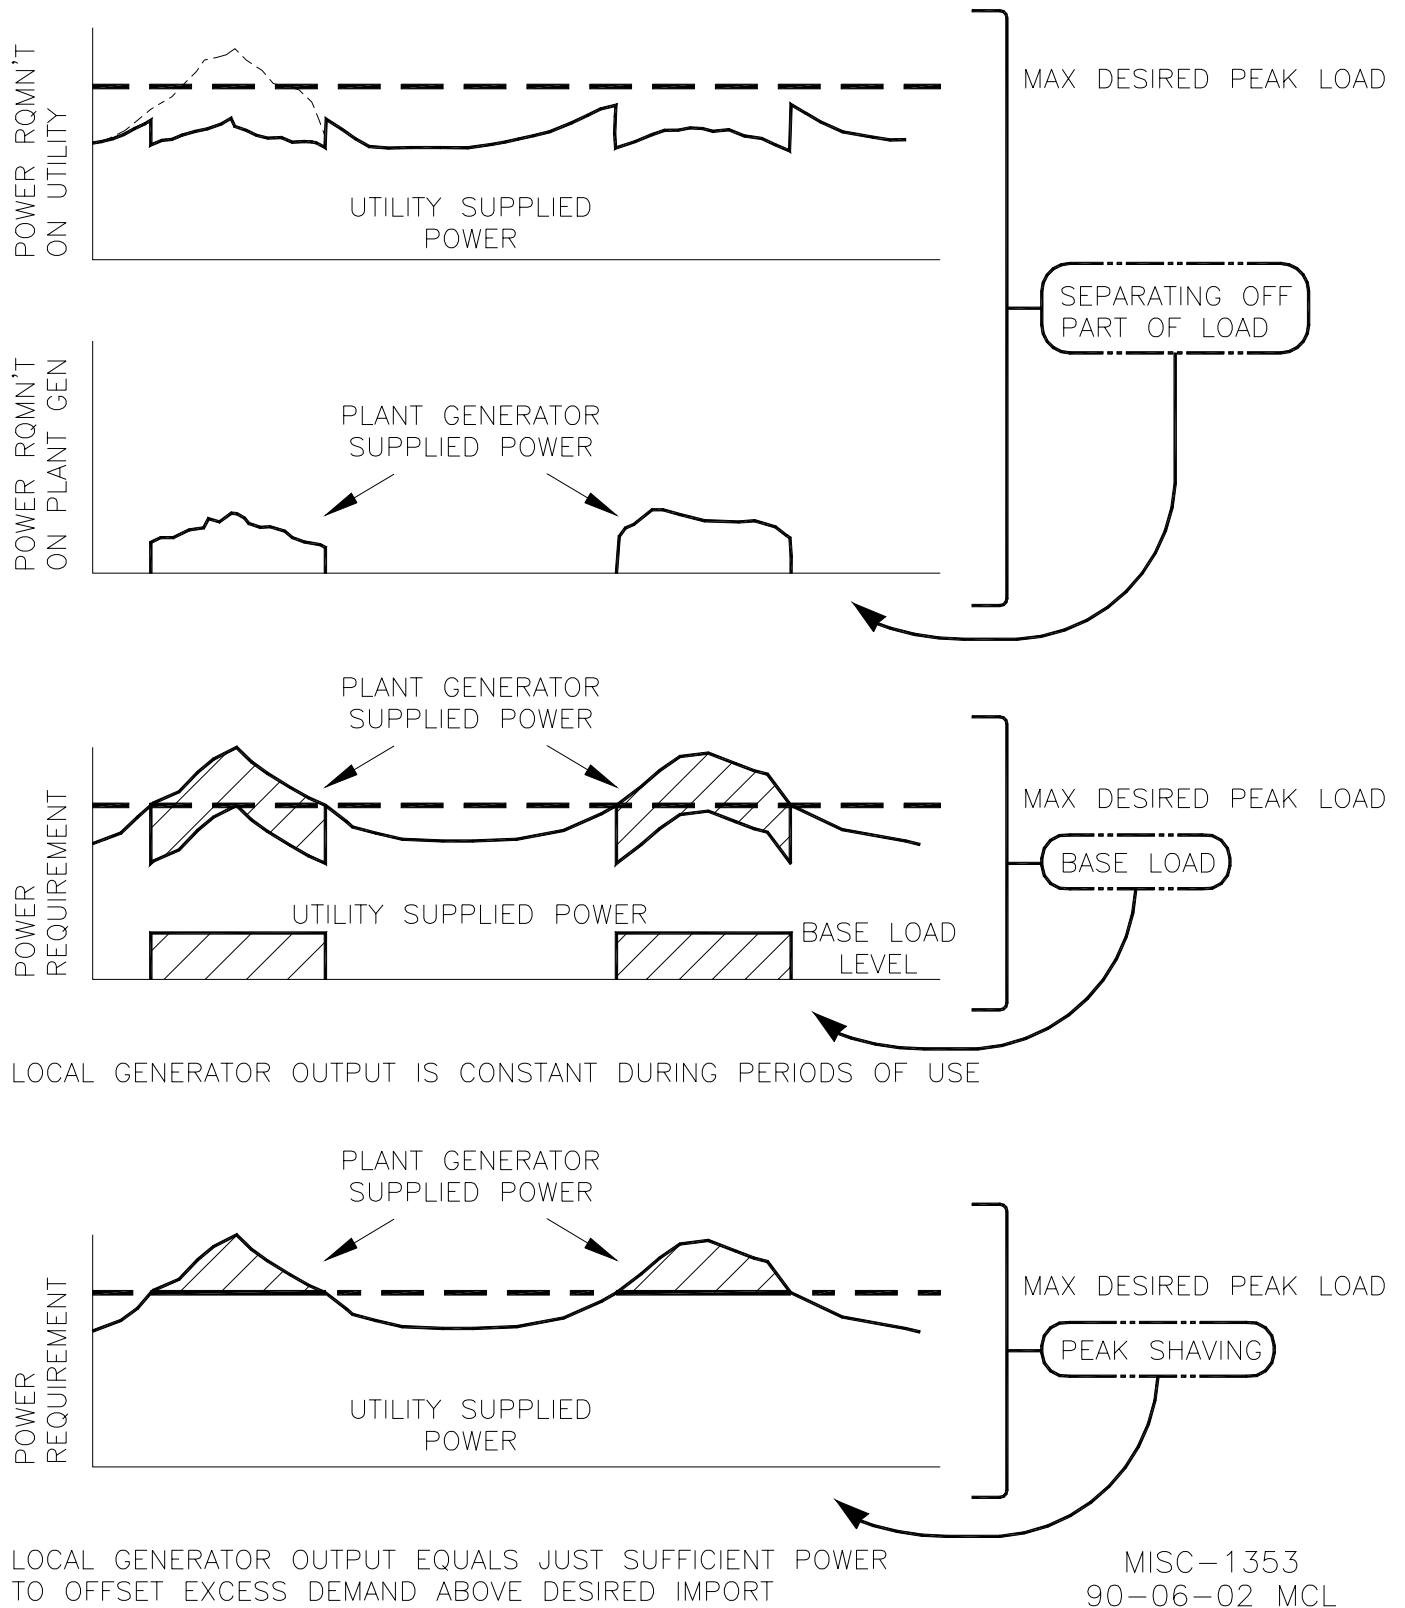 POWER RQMN'T
ON UTILITY
MAX DESIRED PEAK LOAD
UTILITY SUPPLIED
POWER
SEPARATING OFF
PART OF LOAD
POWER RQMN'T
ON PLANT GEN
PLANT GENERATOR
SUPPLIED POWER
PLANT GENERATOR
SUPPLIED POWER
POWER
REQUIREMENT
MAX DESIRED PEAK LOAD
BASE LOAD
UTILITY SUPPLIED POWER
BASE LOAD
LEVEL
LOCAL GENERATOR OUTPUT IS CONSTANT DURING PERIODS OF USE
PLANT GENERATOR
SUPPLIED POWER
POWER
REQUIREMENT
MAX DESIRED PEAK LOAD
PEAK SHAVING
UTILITY SUPPLIED
POWER
LOCAL GENERATOR OUTPUT EQUALS JUST SUFFICIENT POWER
TO OFFSET EXCESS DEMAND ABOVE DESIRED IMPORT
MISC-1353
90-06-02 MCL